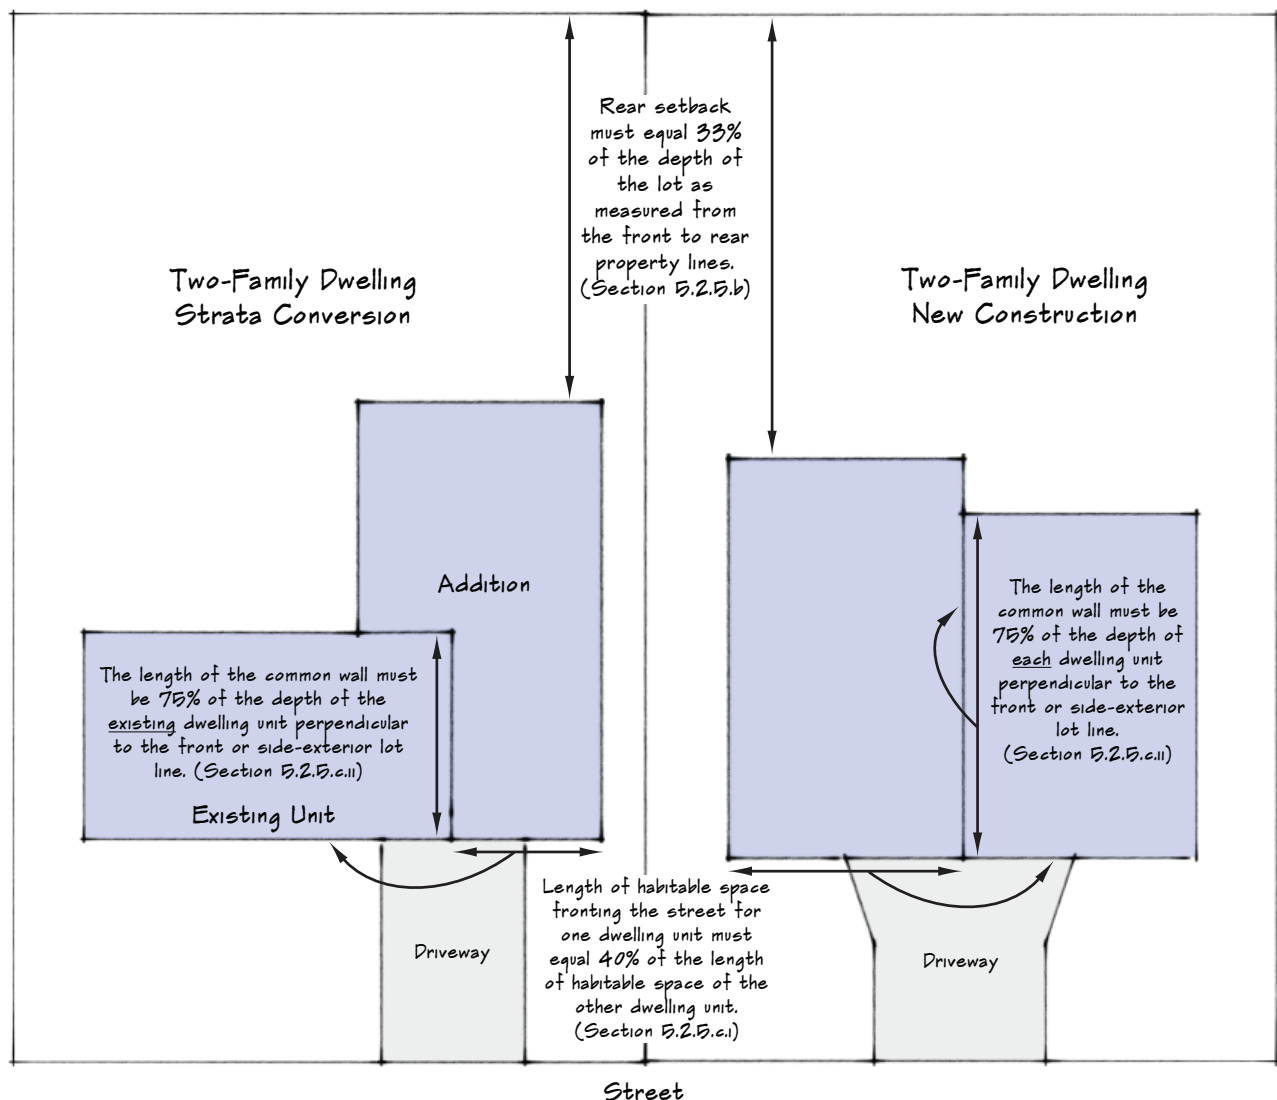 Rear setback
must equal 33%
of the depth of
the lot as
measured from
the front to rear
property lines.
(Section 5.2.5.b)
Two-Family Dwelling
Strata Conversion
Two-Family Dwelling
New Construction
Addition
The length of the common wall must
be 75% of the depth of the
existing dwelling unit perpendicular
to the front or side-exterior lot
line. (Section 5.2.5.c.ii)
Existing Unit
The length of the
common wall must be
75% of the depth of
each dwelling unit
perpendicular to the
front or side-exterior
lot line.
(Section 5.2.5.c.ii)
Driveway
Length of habitable space
fronting the street for
one dwelling unit must
equal 40% of the length
of habitable space of the
other dwelling unit.
(Section 5.2.5.c.i)
Driveway
Street